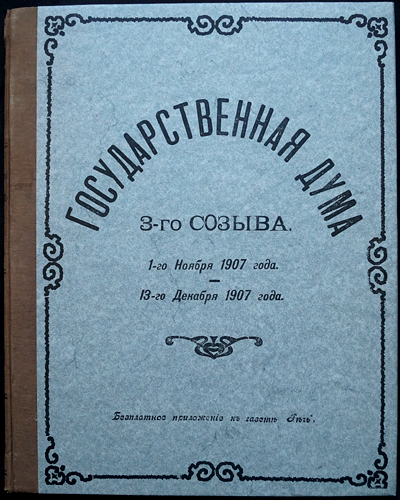 ГОСУДАРСТВЕННАЯ ДУМА
3-го СОЗЫВА.
1-го Ноября 1907 года.
—
13-го Декабря 1907 года.
Безплатное приложеніе къ газетѣ „Рѣчь“.